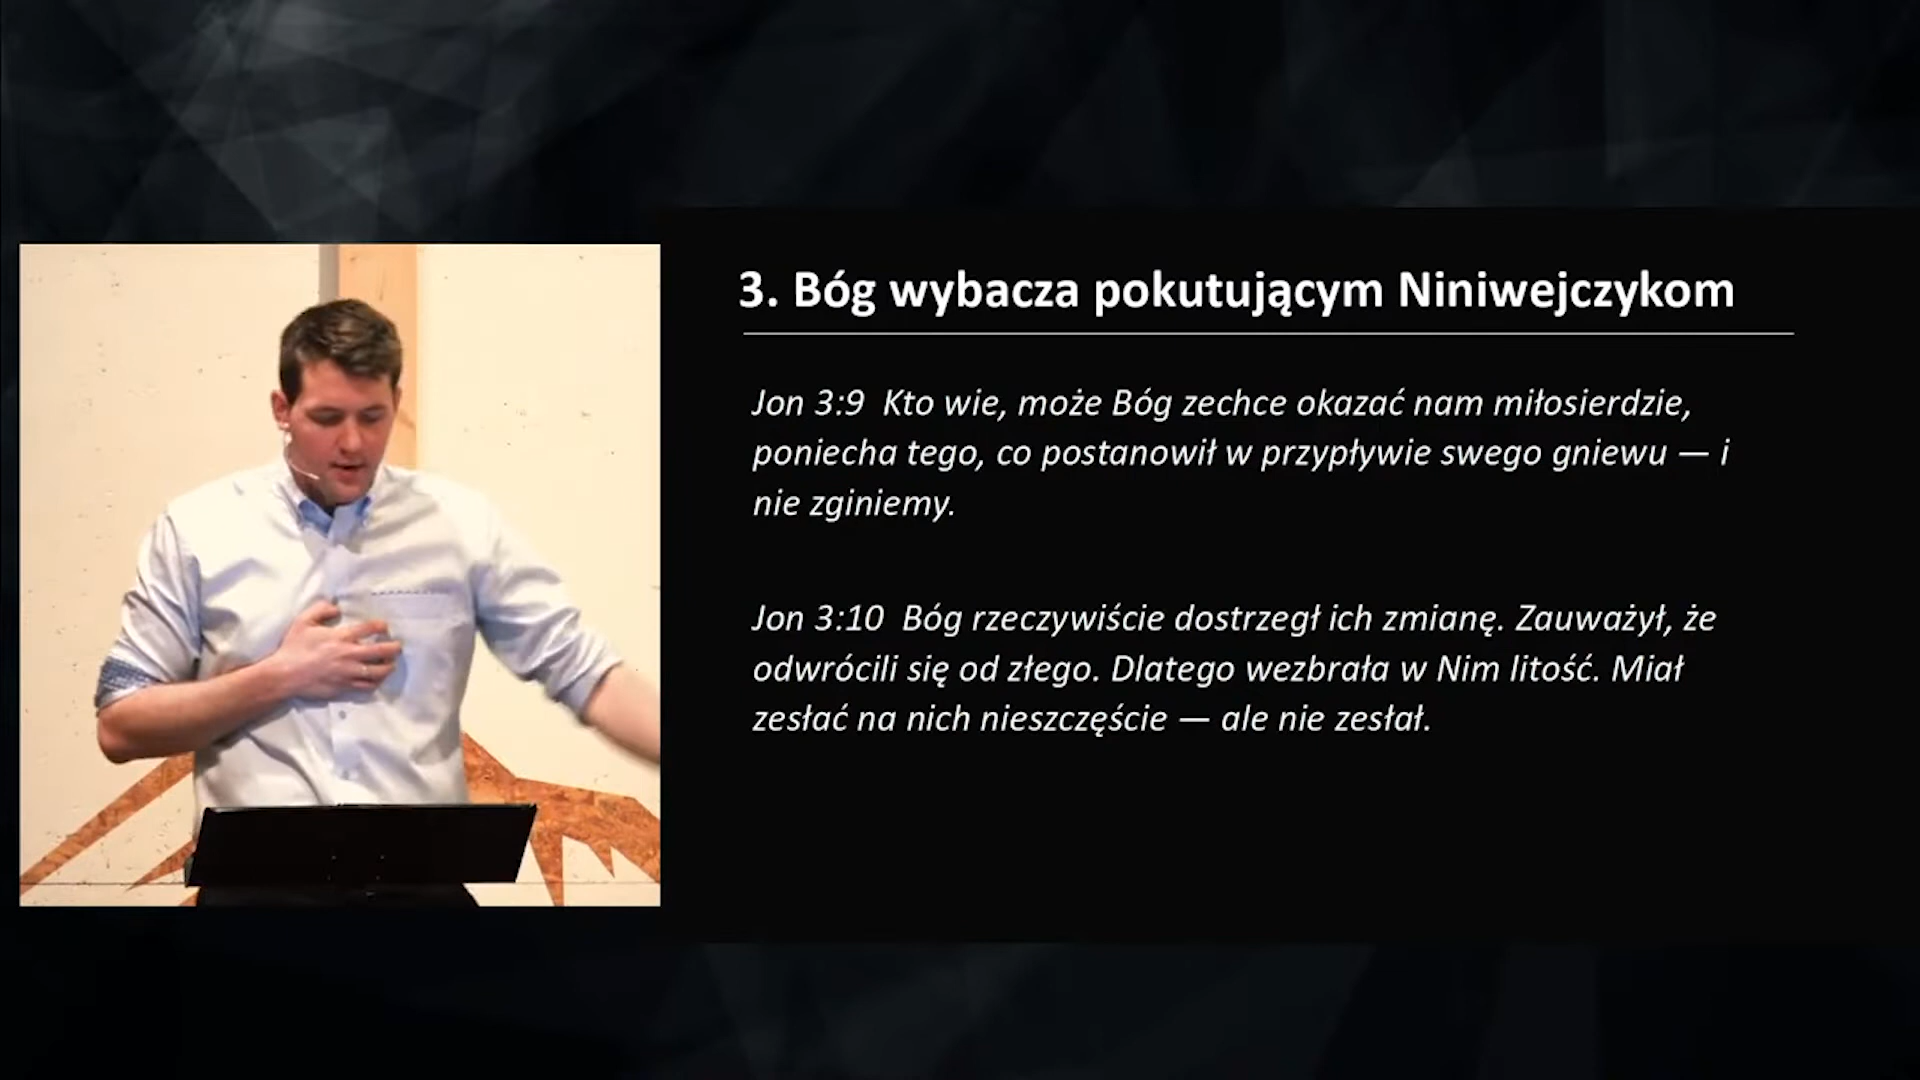 3. Bóg wybacza pokutującym Niniwejczykom
Jon 3:9  Kto wie, może Bóg zechce okazać nam miłosierdzie,
poniecha tego, co postanowił w przypływie swego gniewu — i
nie zginiemy.
Jon 3:10  Bóg rzeczywiście dostrzegł ich zmianę. Zauważył, że
odwrócili się od złego. Dlatego wezbrała w Nim litość. Miał
zesłać na nich nieszczęście — ale nie zesłał.